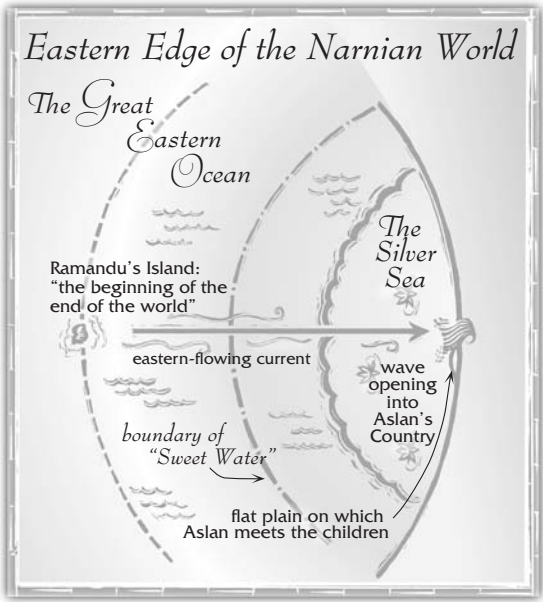 Eastern Edge of the Narnian World
The Great
Eastern
Ocean
The
Silver
Sea
Ramandu's Island:
“the beginning of the
end of the world”
eastern-flowing current
wave
opening
into
Aslan's
Country
boundary of
“Sweet Water”
flat plain on which
Aslan meets the children